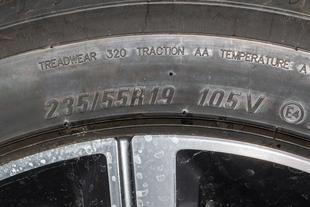 TREADWEAR 320 TRACTION AA TEMPERATURE A
235/55R19 105V E4